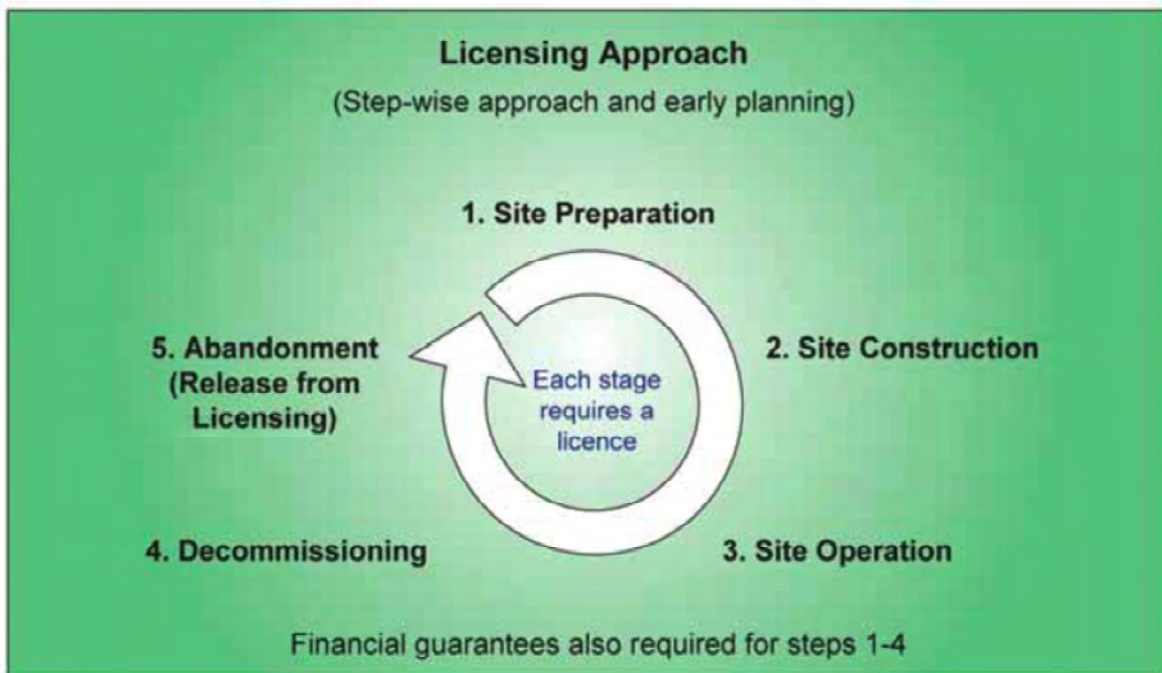 Licensing Approach
(Step-wise approach and early planning)
1. Site Preparation
2. Site Construction
3. Site Operation
4. Decommissioning
5. Abandonment
(Release from
Licensing)
Each stage
requires a
licence
Financial guarantees also required for steps 1-4